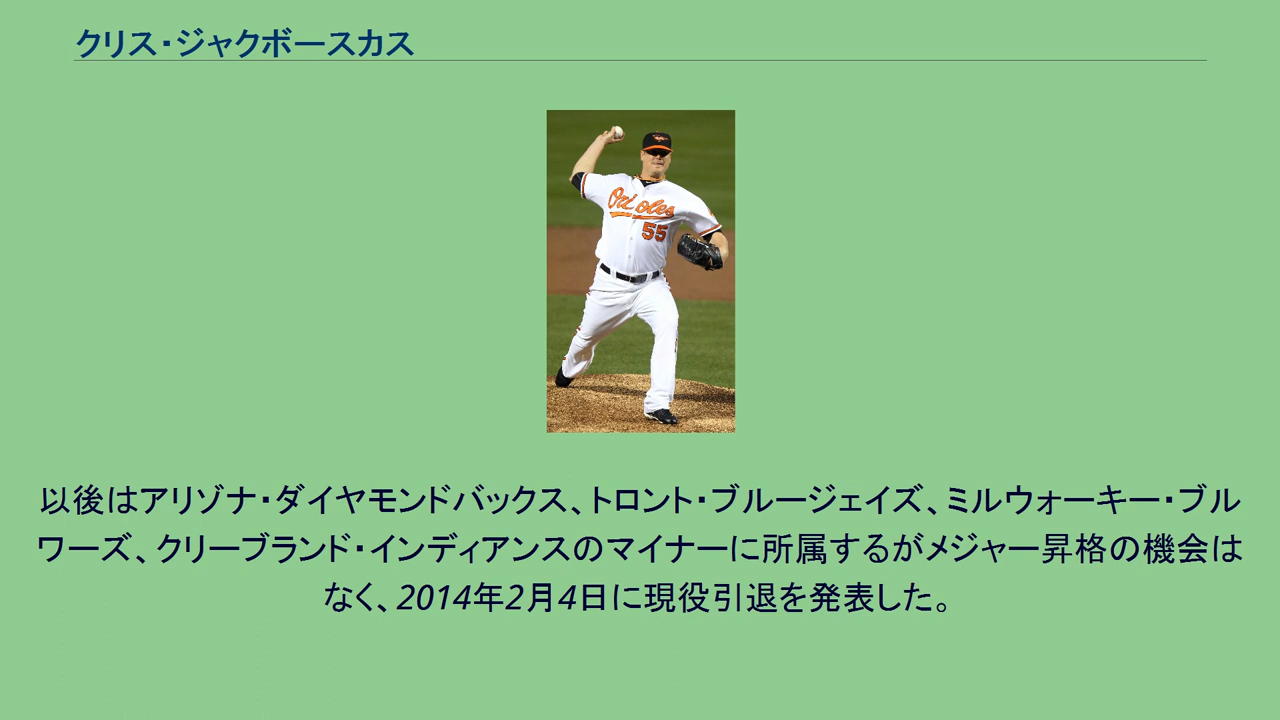 クリス・ジャクボースカス
Orioles
55
以後はアリゾナ・ダイヤモンドバックス、トロント・ブルージェイズ、ミルウォーキー・ブル
ワーズ、クリーブランド・インディアンスのマイナーに所属するがメジャー昇格の機会は
なく、2014年2月4日に現役引退を発表した。